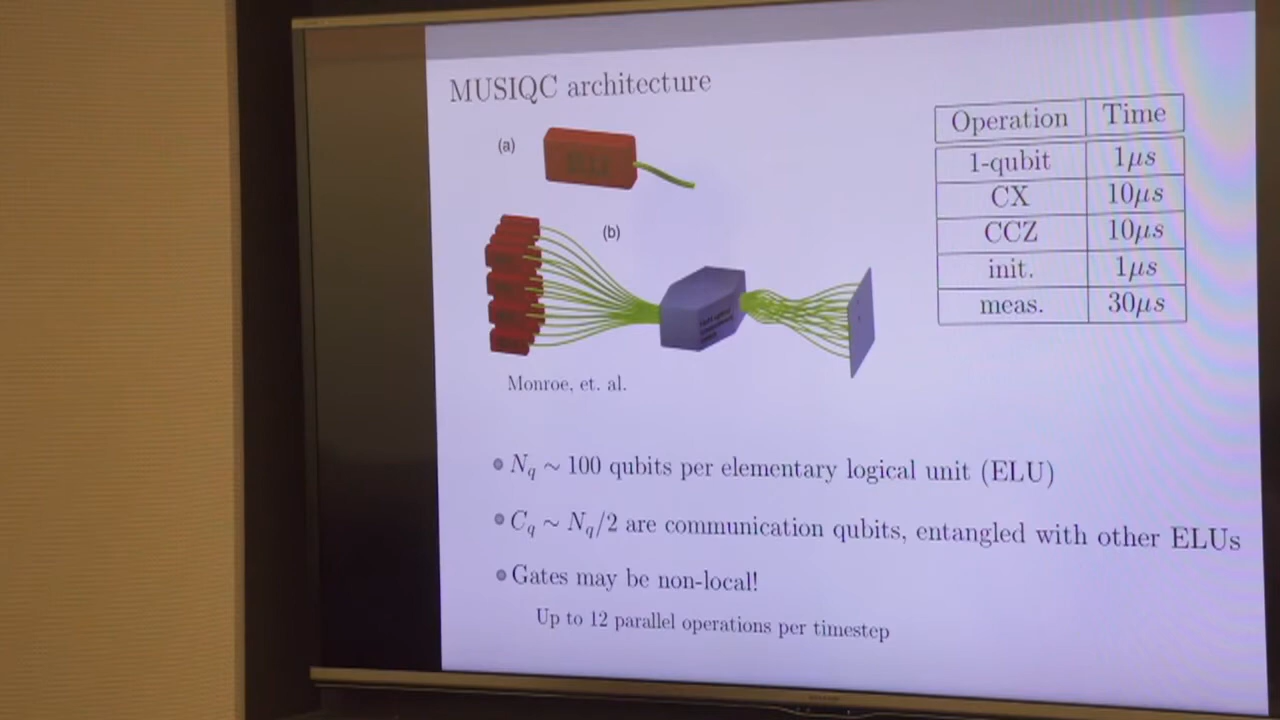 MUSIQC architecture
(a)
(b)
Monroe, et. al.
Operation Time
1-qubit 1μs
CX 10μs
CCZ 10μs
init. 1μs
meas. 30μs
N_q ∼ 100 qubits per elementary logical unit (ELU)
C_q ∼ N_q/2 are communication qubits, entangled with other ELUs
Gates may be non-local!
Up to 12 parallel operations per timestep